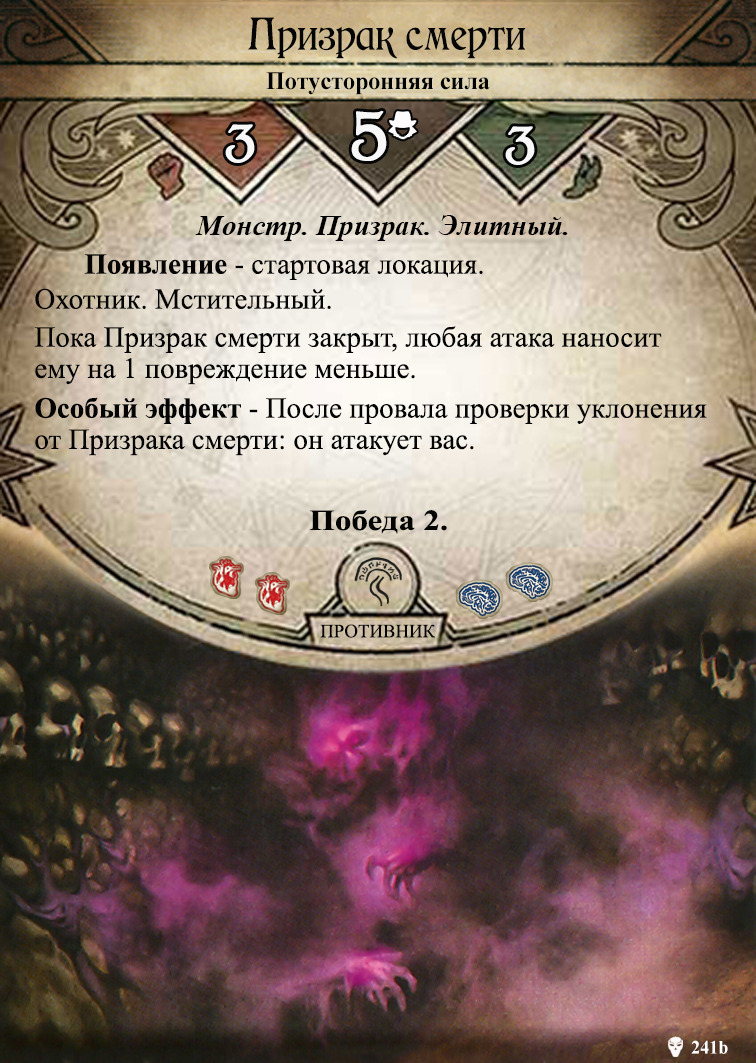 Призрак смерти
Потусторонняя сила
3 5 3
Монстр. Призрак. Элитный.
Появление - стартовая локация.
Охотник. Мстительный.
Пока Призрак смерти закрыт, любая атака наносит
ему на 1 повреждение меньше.
Особый эффект - После провала проверки уклонения
от Призрака смерти: он атакует вас.
Победа 2.
ПРОТИВНИК
241b